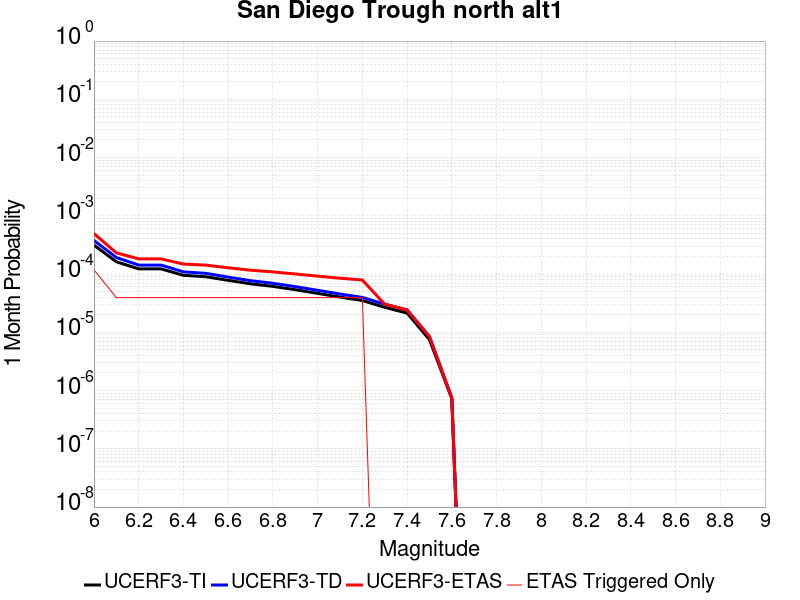 San Diego Trough north alt1
10^0
10^-1
10^-2
10^-3
10^-4
10^-5
10^-6
10^-7
10^-8
1 Month Probability
6 6.2 6.4 6.6 6.8 7 7.2 7.4 7.6 7.8 8 8.2 8.4 8.6 8.8 9
Magnitude
UCERF3-TI UCERF3-TD UCERF3-ETAS ETAS Triggered Only